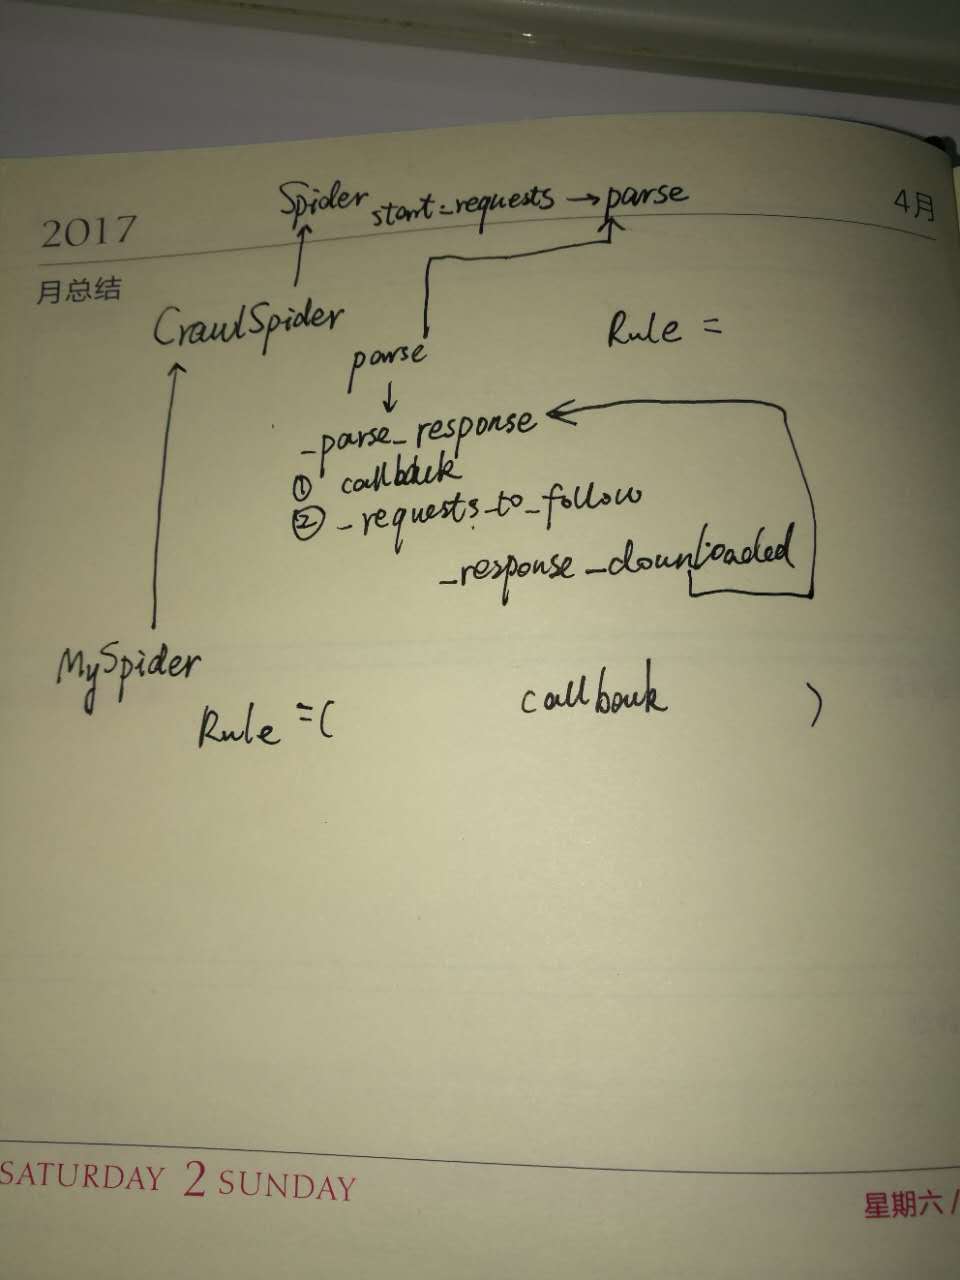 Spider start_requests → parse
2017
4月
月总结
CrawlSpider
Rule =
parse
_parse_response
① callback
② _requests_to_follow
_response_downloaded
MySpider
Rule =( callback )
SATURDAY 2 SUNDAY
星期六 /